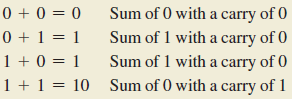 0 + 0 = 0 Sum of 0 with a carry of 0
0 + 1 = 1 Sum of 1 with a carry of 0
1 + 0 = 1 Sum of 1 with a carry of 0
1 + 1 = 10 Sum of 0 with a carry of 1